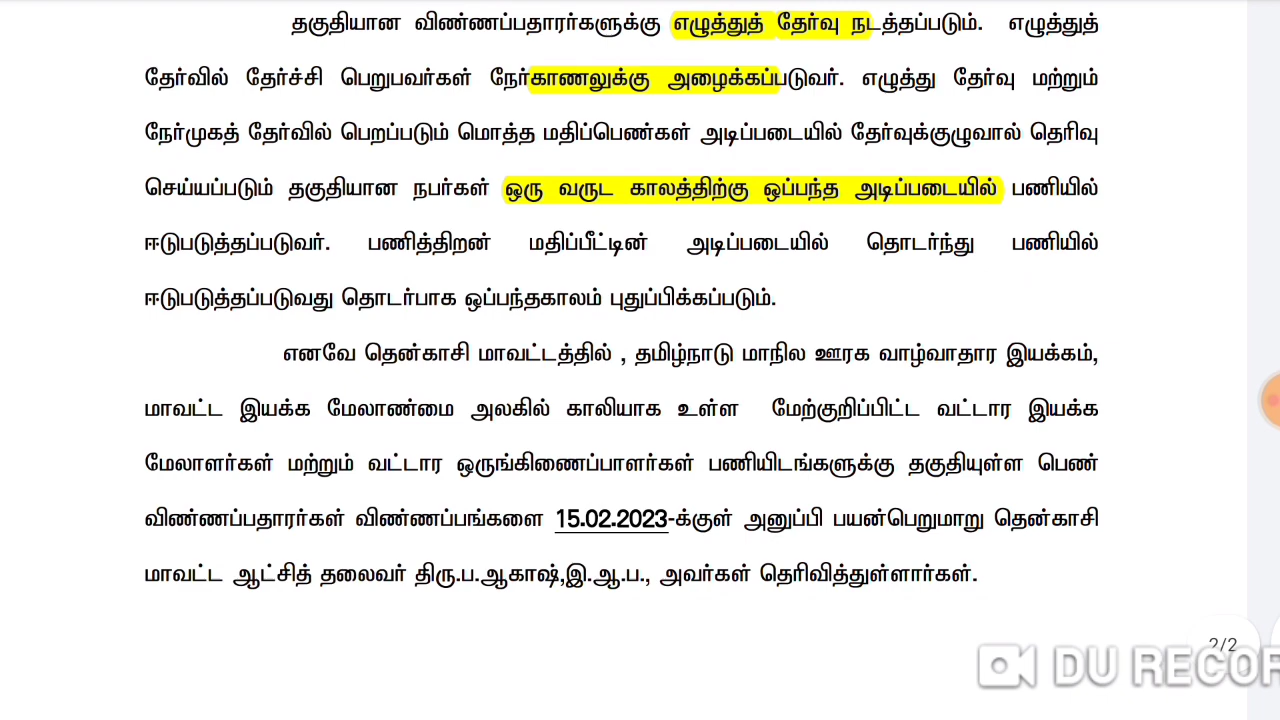 தகுதியான விண்ணப்பதாரர்களுக்கு எழுத்துத் தேர்வு நடத்தப்படும். எழுத்துத்
தேர்வில் தேர்ச்சி பெறுபவர்கள் நேர்காணலுக்கு அழைக்கப்படுவர். எழுத்து தேர்வு மற்றும்
நேர்முகத் தேர்வில் பெறப்படும் மொத்த மதிப்பெண்கள் அடிப்படையில் தேர்வுக்குழுவால் தெரிவு
செய்யப்படும் தகுதியான நபர்கள் ஒரு வருட காலத்திற்கு ஒப்பந்த அடிப்படையில் பணியில்
ஈடுபடுத்தப்படுவர். பணித்திறன் மதிப்பீட்டின் அடிப்படையில் தொடர்ந்து பணியில்
ஈடுபடுத்தப்படுவது தொடர்பாக ஒப்பந்தகாலம் புதுப்பிக்கப்படும்.
எனவே தென்காசி மாவட்டத்தில் , தமிழ்நாடு மாநில ஊரக வாழ்வாதார இயக்கம்,
மாவட்ட இயக்க மேலாண்மை அலகில் காலியாக உள்ள மேற்குறிப்பிட்ட வட்டார இயக்க
மேலாளர்கள் மற்றும் வட்டார ஒருங்கிணைப்பாளர்கள் பணியிடங்களுக்கு தகுதியுள்ள பெண்
விண்ணப்பதாரர்கள் விண்ணப்பங்களை 15.02.2023-க்குள் அனுப்பி பயன்பெறுமாறு தென்காசி
மாவட்ட ஆட்சித் தலைவர் திரு.ப.ஆகாஷ்,இ.ஆ.ப., அவர்கள் தெரிவித்துள்ளார்கள்.
2/2
DU RECOR